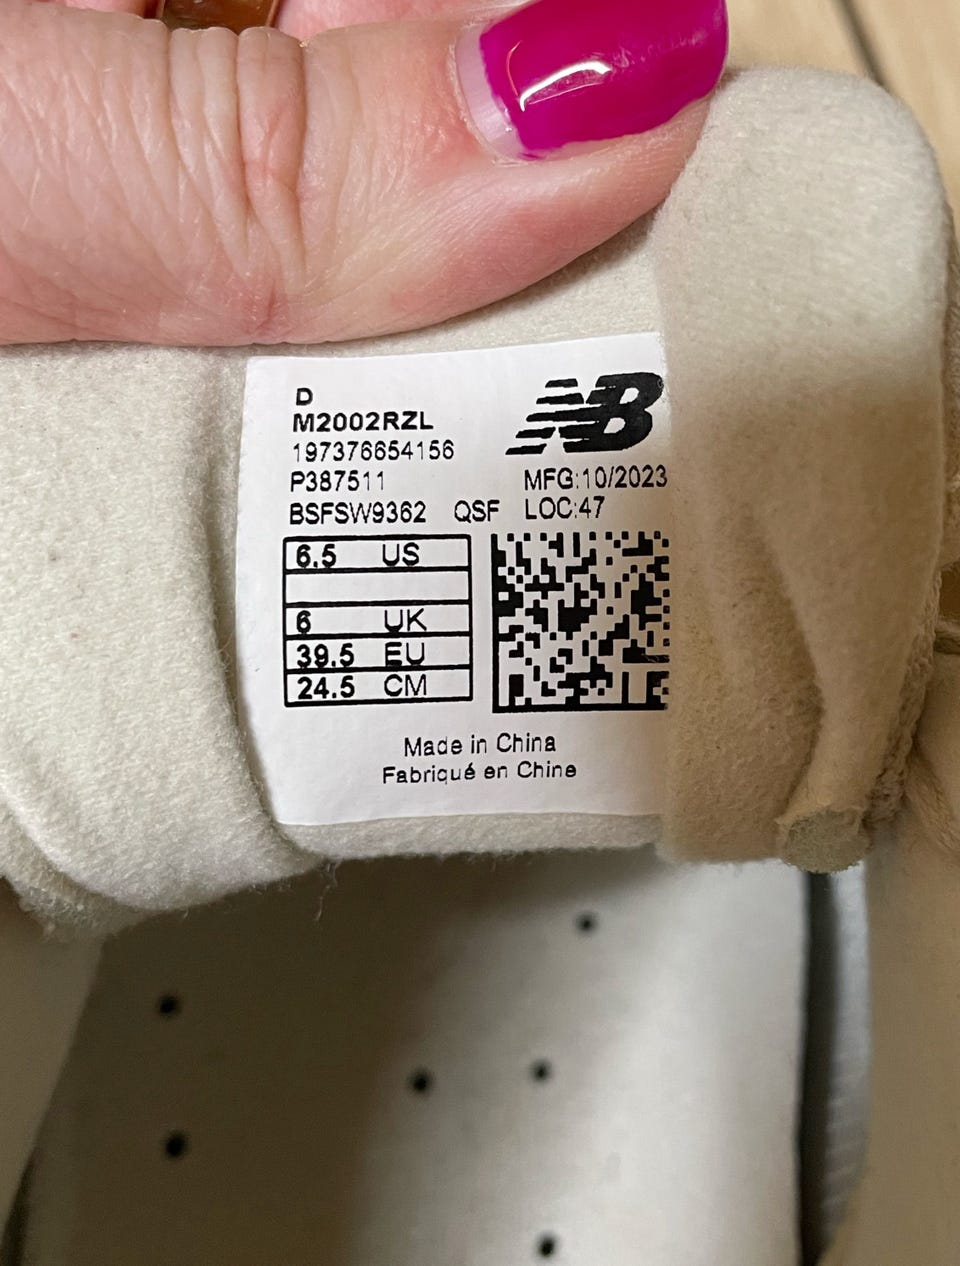 D
M2002RZL
197376654156
P387511 MFG:10/2023
BSFSW9362 QSF LOC:47
NB
6.5 US
6 UK
39.5 EU
24.5 CM
Made in China
Fabriqué en Chine